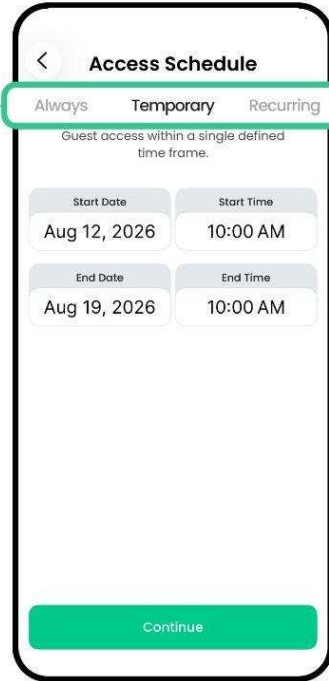 Access Schedule
Always Temporary Recurring
Guest access within a single defined
time frame.
Start Date Start Time
Aug 12, 2026 10:00 AM
End Date End Time
Aug 19, 2026 10:00 AM
Continue